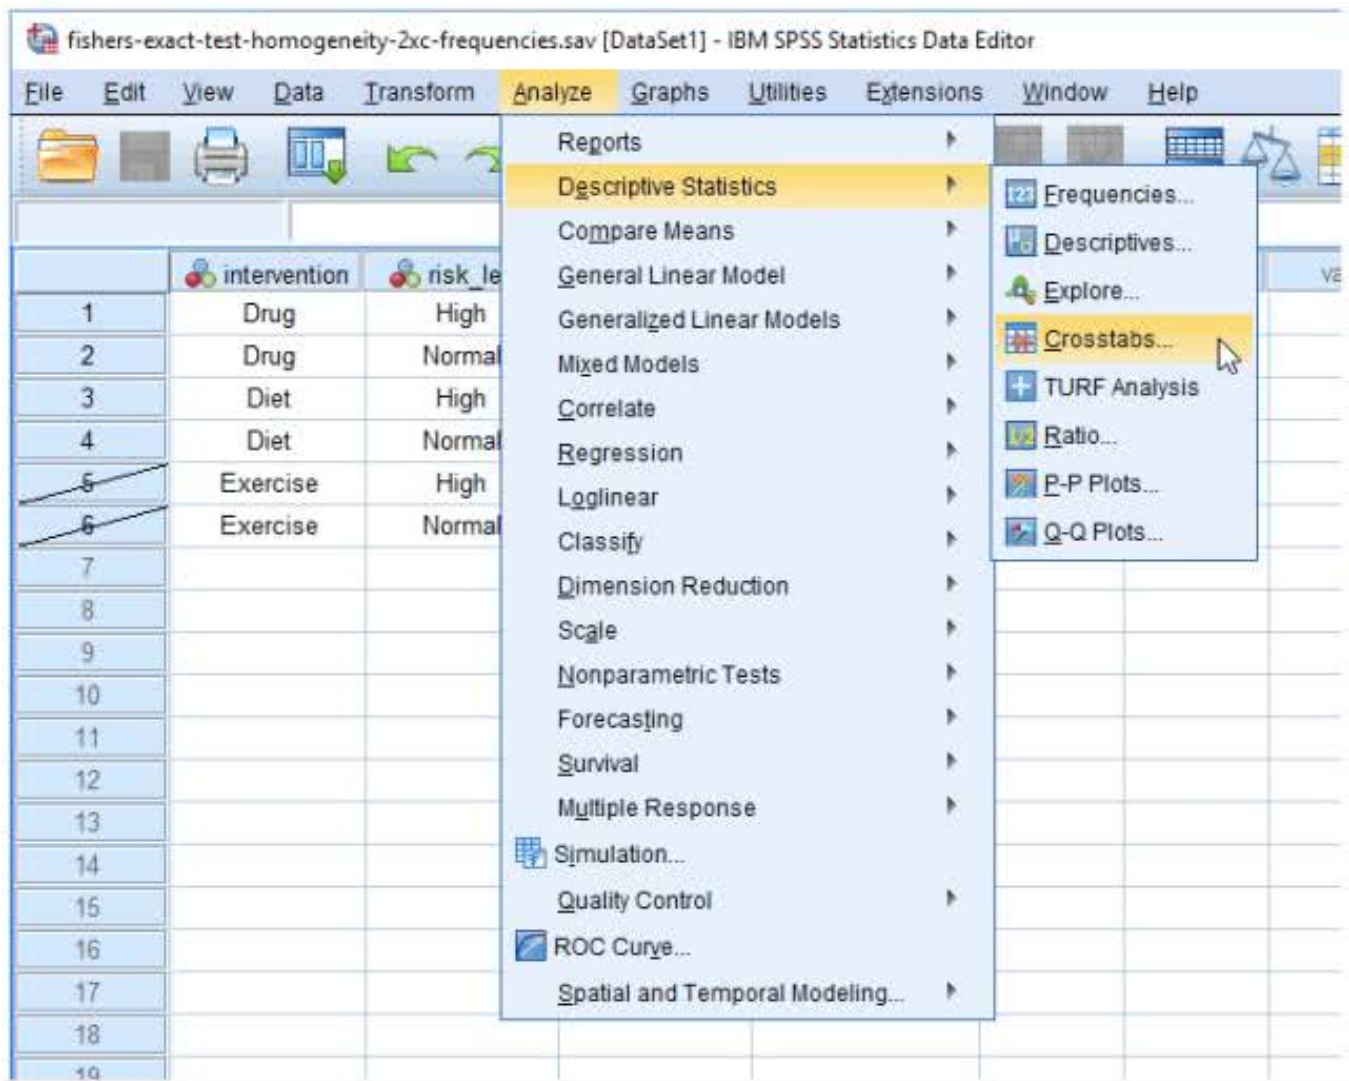 fishers-exact-test-homogeneity-2xc-frequencies.sav [DataSet1] - IBM SPSS Statistics Data Editor
File Edit View Data Transform Analyze Graphs Utilities Extensions Window Help
Reports
Descriptive Statistics
Compare Means
General Linear Model
Generalized Linear Models
Mixed Models
Correlate
Regression
Loglinear
Classify
Dimension Reduction
Scale
Nonparametric Tests
Forecasting
Survival
Multiple Response
Simulation...
Quality Control
ROC Curve...
Spatial and Temporal Modeling...
123 Frequencies...
Descriptives...
Explore...
Crosstabs...
TURF Analysis
1/2 Ratio...
P-P Plots...
Q-Q Plots...
intervention risk_le va
1 Drug High
2 Drug Normal
3 Diet High
4 Diet Normal
5 Exercise High
6 Exercise Normal
7
8
9
10
11
12
13
14
15
16
17
18
19